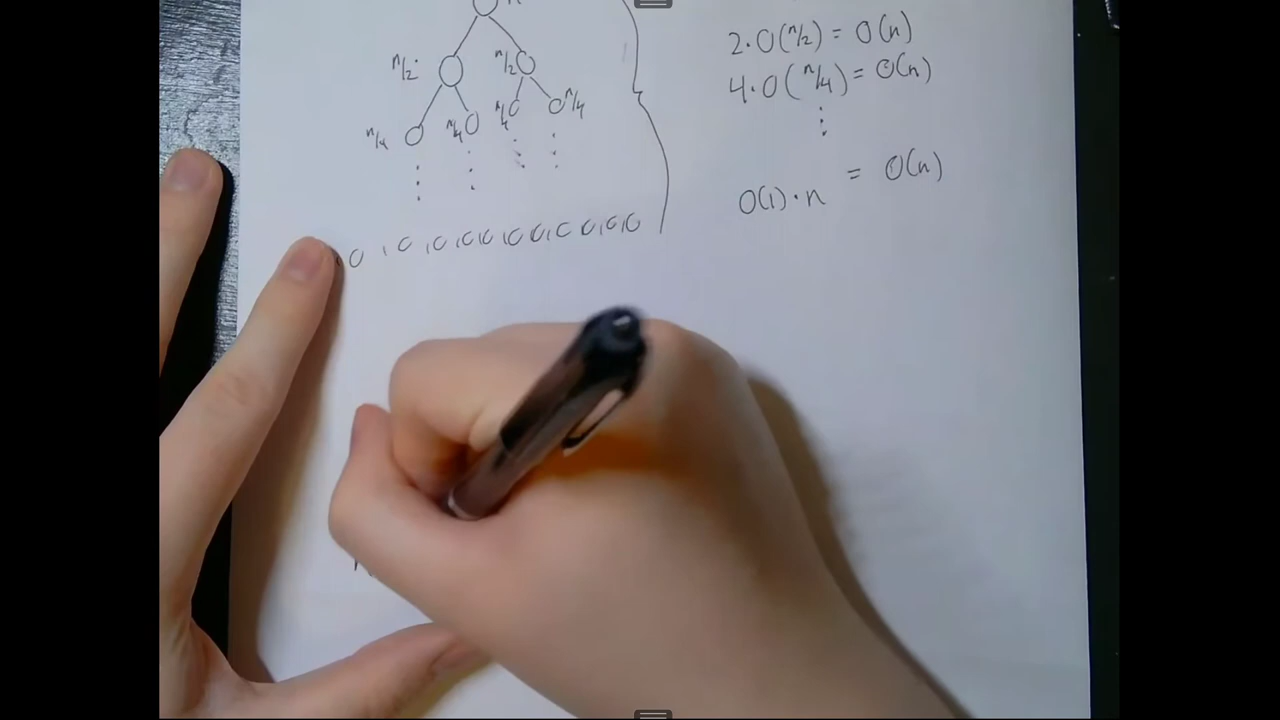 n
n/2 n/2
n/4 n/4 n/4 n/4
2·O(n/2) = O(n)
4·O(n/4) = O(n)
O(1)·n = O(n)